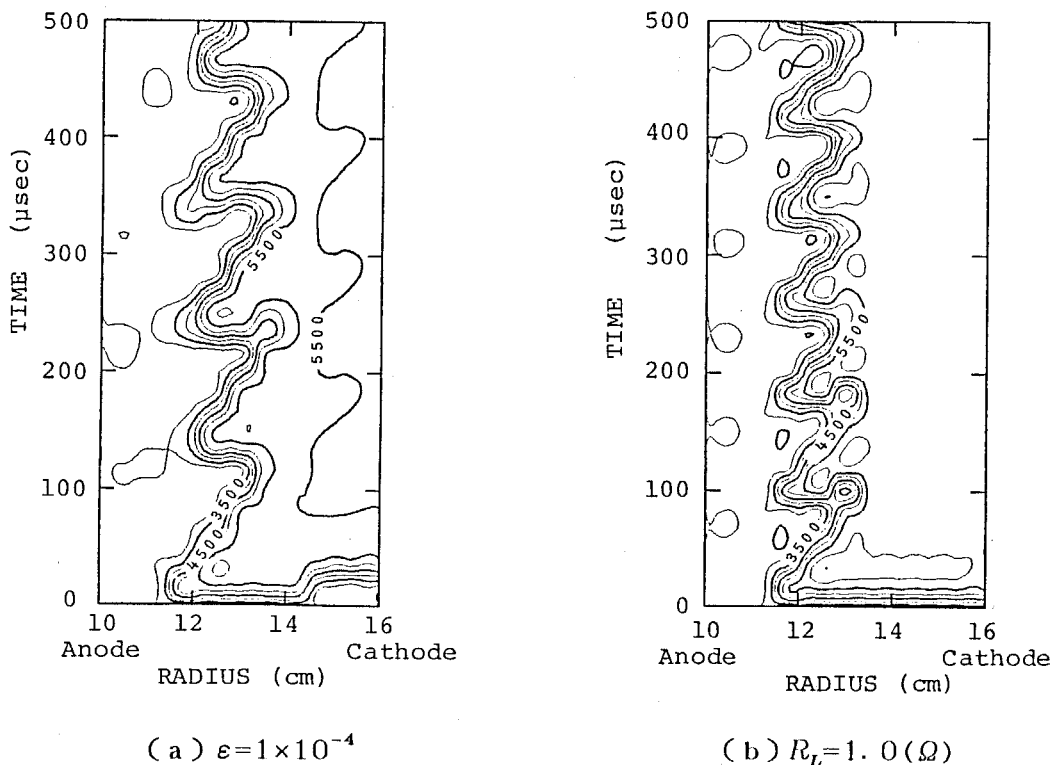 500
400
300
200
100
0
TIME (μsec)
5500
5500
3500
4500
10 12 14 16
Anode Cathode
RADIUS (cm)
(a) ε=1×10⁻⁴
500
400
300
200
100
0
TIME (μsec)
5500
4500
3500
10 12 14 16
Anode Cathode
RADIUS (cm)
(b) R_L=1.0(Ω)